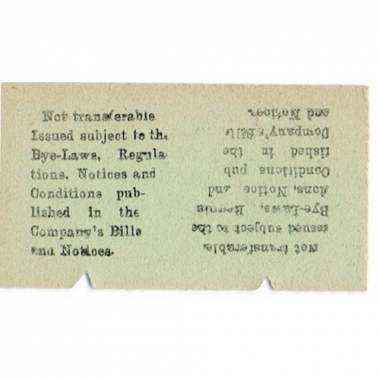 Not transferable
Issued subject to the
Bye-Laws, Regula
tions, Notices and
Conditions pub-
lished in the
Company's Bills
and Notices.
Not transferable.
issued subject to the
Bye-Laws, Regula
tions, Notice and
Conditions pub
lished in the
Company's Bills
and Notices.